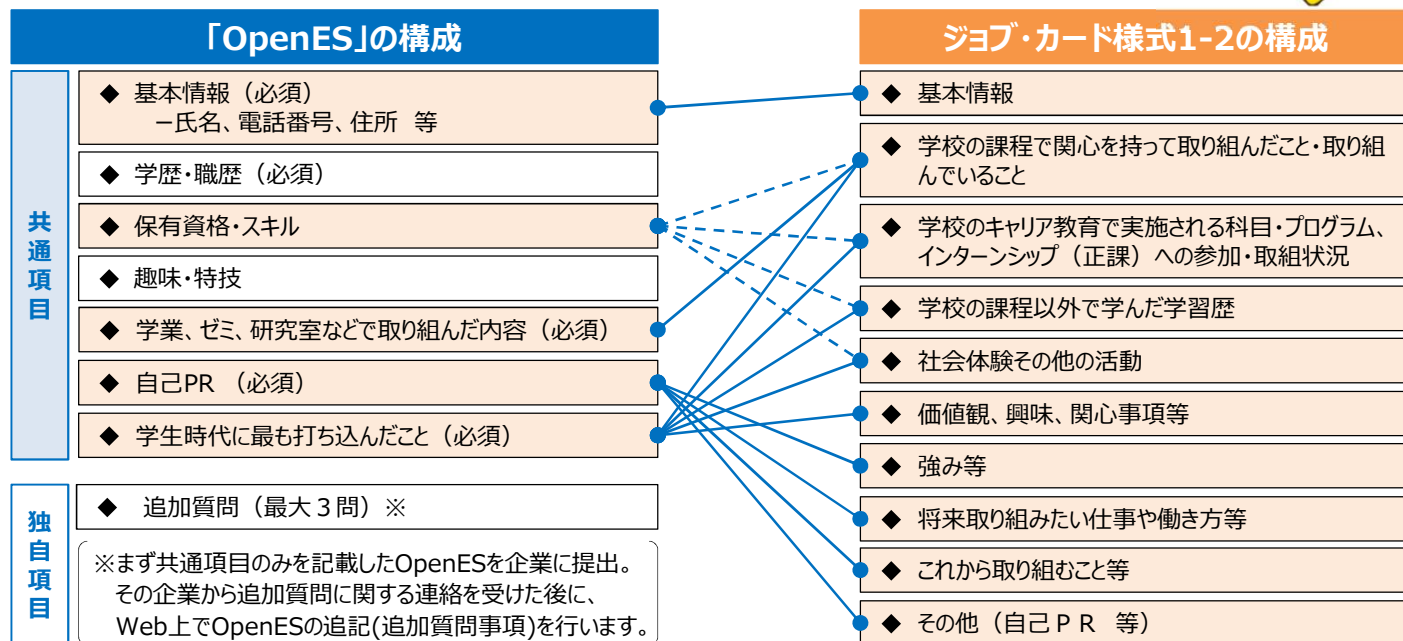 「OpenES」の構成
共通項目
◆ 基本情報（必須）
－氏名、電話番号、住所 等
◆ 学歴・職歴（必須）
◆ 保有資格・スキル
◆ 趣味・特技
◆ 学業、ゼミ、研究室などで取り組んだ内容（必須）
◆ 自己PR （必須）
◆ 学生時代に最も打ち込んだこと（必須）
独自項目
◆ 追加質問（最大３問）※
※まず共通項目のみを記載したOpenESを企業に提出。
その企業から追加質問に関する連絡を受けた後に、
Web上でOpenESの追記(追加質問事項)を行います。
ジョブ・カード様式1-2の構成
◆ 基本情報
◆ 学校の課程で関心を持って取り組んだこと・取り組
んでいること
◆ 学校のキャリア教育で実施される科目・プログラム、
インターンシップ（正課）への参加・取組状況
◆ 学校の課程以外で学んだ学習歴
◆ 社会体験その他の活動
◆ 価値観、興味、関心事項等
◆ 強み等
◆ 将来取り組みたい仕事や働き方等
◆ これから取り組むこと等
◆ その他（自己ＰＲ 等）